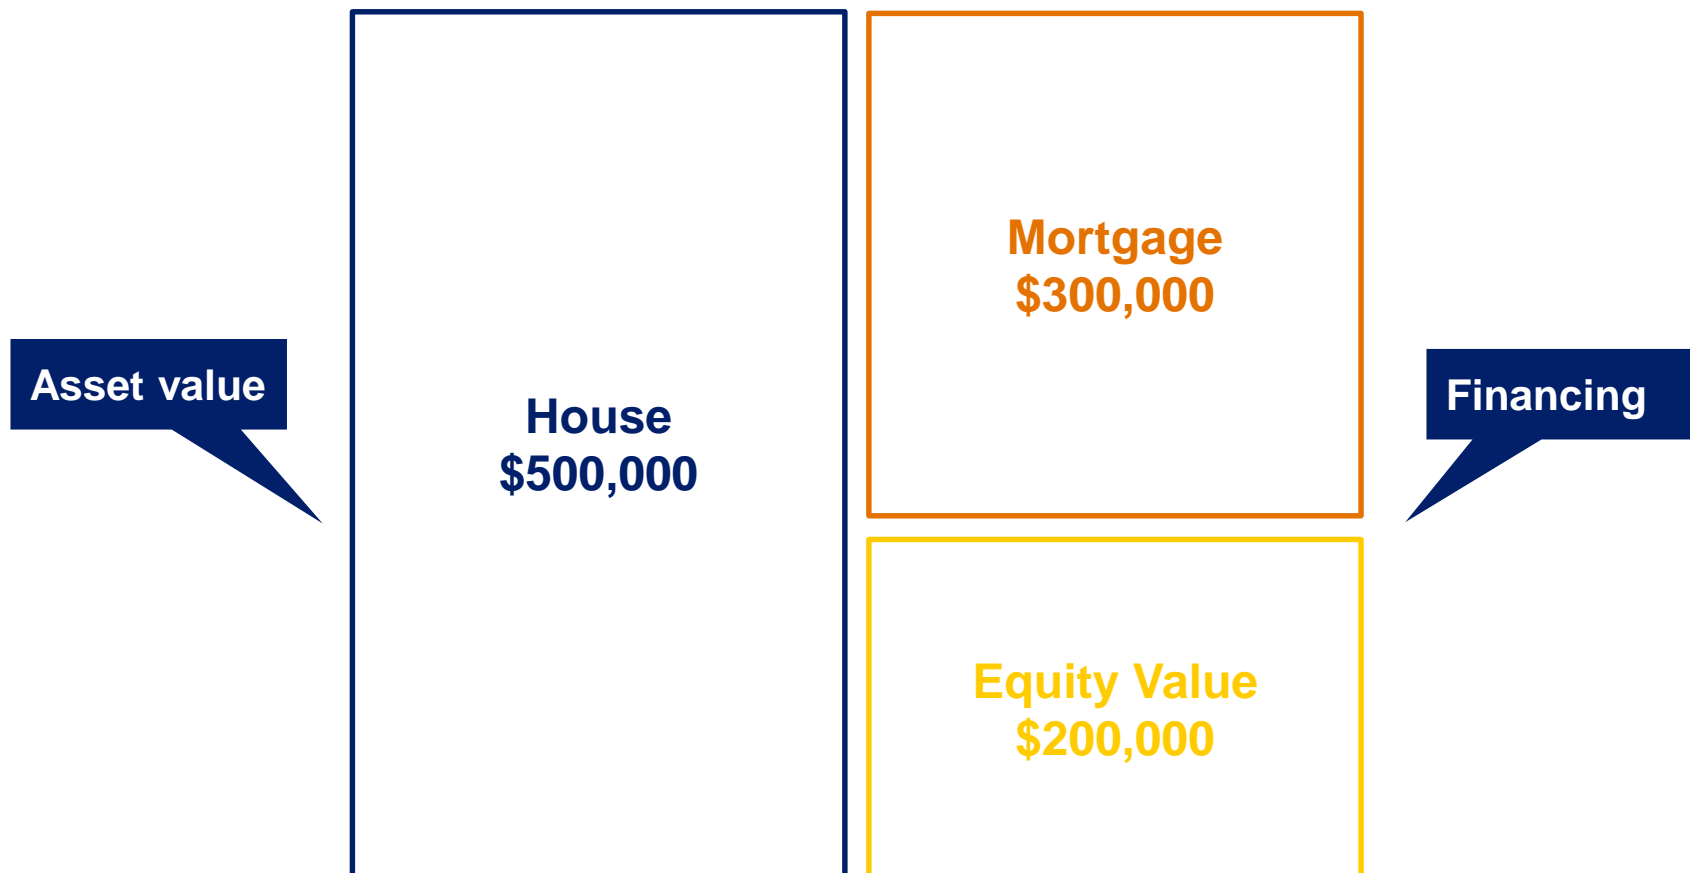 Asset value
House
$500,000
Mortgage
$300,000
Equity Value
$200,000
Financing